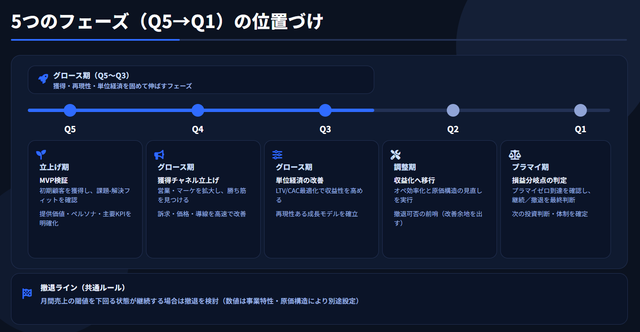 5つのフェーズ（Q5→Q1）の位置づけ
グロース期（Q5〜Q3）
獲得・再現性・単位経済を固めて伸ばすフェーズ
Q5
Q4
Q3
Q2
Q1
立上げ期
MVP検証
初期顧客を獲得し、課題-解決フ
ィットを確認
提供価値・ペルソナ・主要KPIを
明確化
グロース期
獲得チャネル立上げ
営業・マーケを拡大し、勝ち筋
を見つける
訴求・価格・導線を高速で改善
グロース期
単位経済の改善
LTV/CAC最適化で収益性を高め
る
再現性ある成長モデルを確立
調整期
収益化へ移行
オペ効率化と原価構造の見直し
を実行
撤退可否の前哨（改善余地を出
す）
プラマイ期
損益分岐点の判定
プラマイゼロ到達を確認し、
継続／撤退を最終判断
次の投資判断・体制を確定
撤退ライン（共通ルール）
月間売上の閾値を下回る状態が継続する場合は撤退を検討（数値は事業特性・原価構造により別途設定）